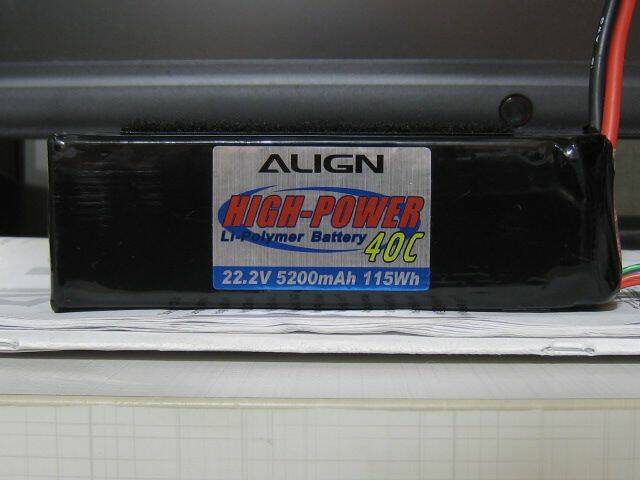 ALIGN
HIGH-POWER
Li-Polymer Battery
40C
22.2V 5200mAh 115Wh